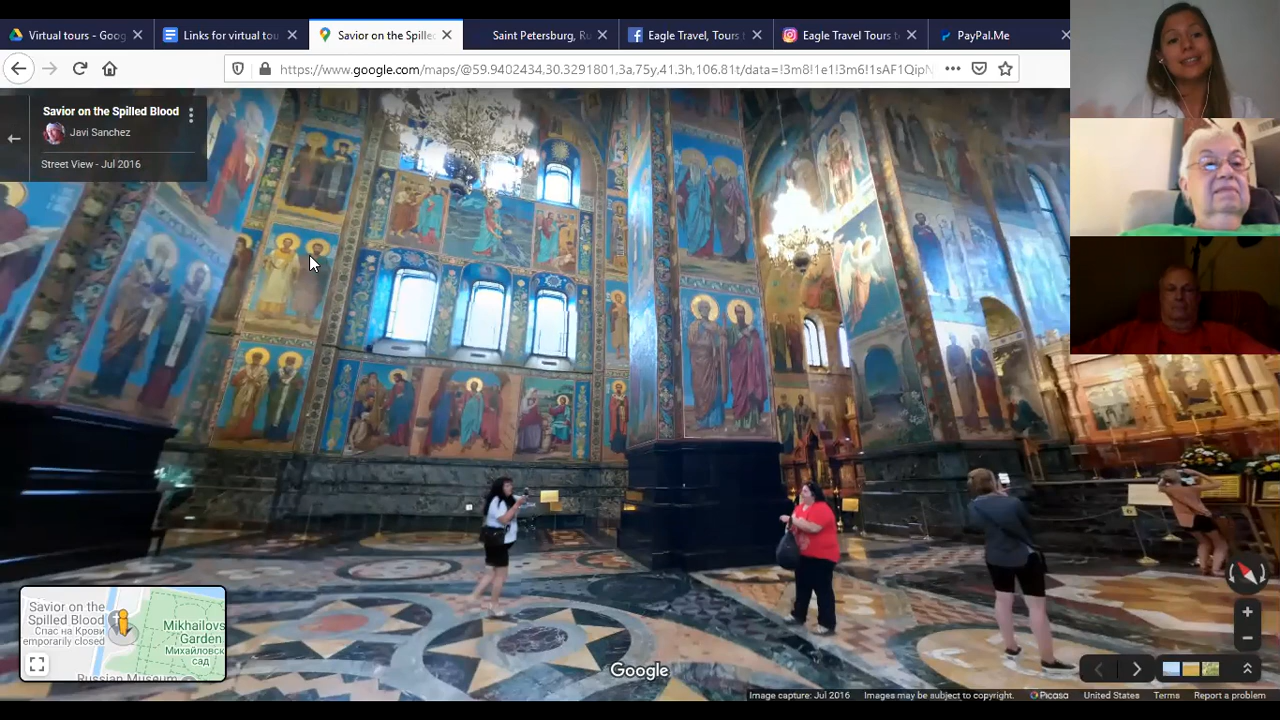 Virtual tours - Goog
Links for virtual tou
Savior on the Spille
Saint Petersburg, Ru
Eagle Travel, Tours t
Eagle Travel Tours t
PayPal.Me
https://www.google.com/maps/@59.9402434,30.3291801,3a,75y,41.3h,106.81t/data=!3m8!1e1!3m6!1sAF1QipN
Savior on the Spilled Blood
Javi Sanchez
Street View - Jul 2016
Savior on the
Spilled Blood
Спас на Крови
emporarily closed
Mikhailovs
Garden
Михайловск
сад
Russian Museum
Google
Image capture: Jul 2016
Images may be subject to copyright.
Picasa
United States
Terms
Report a problem